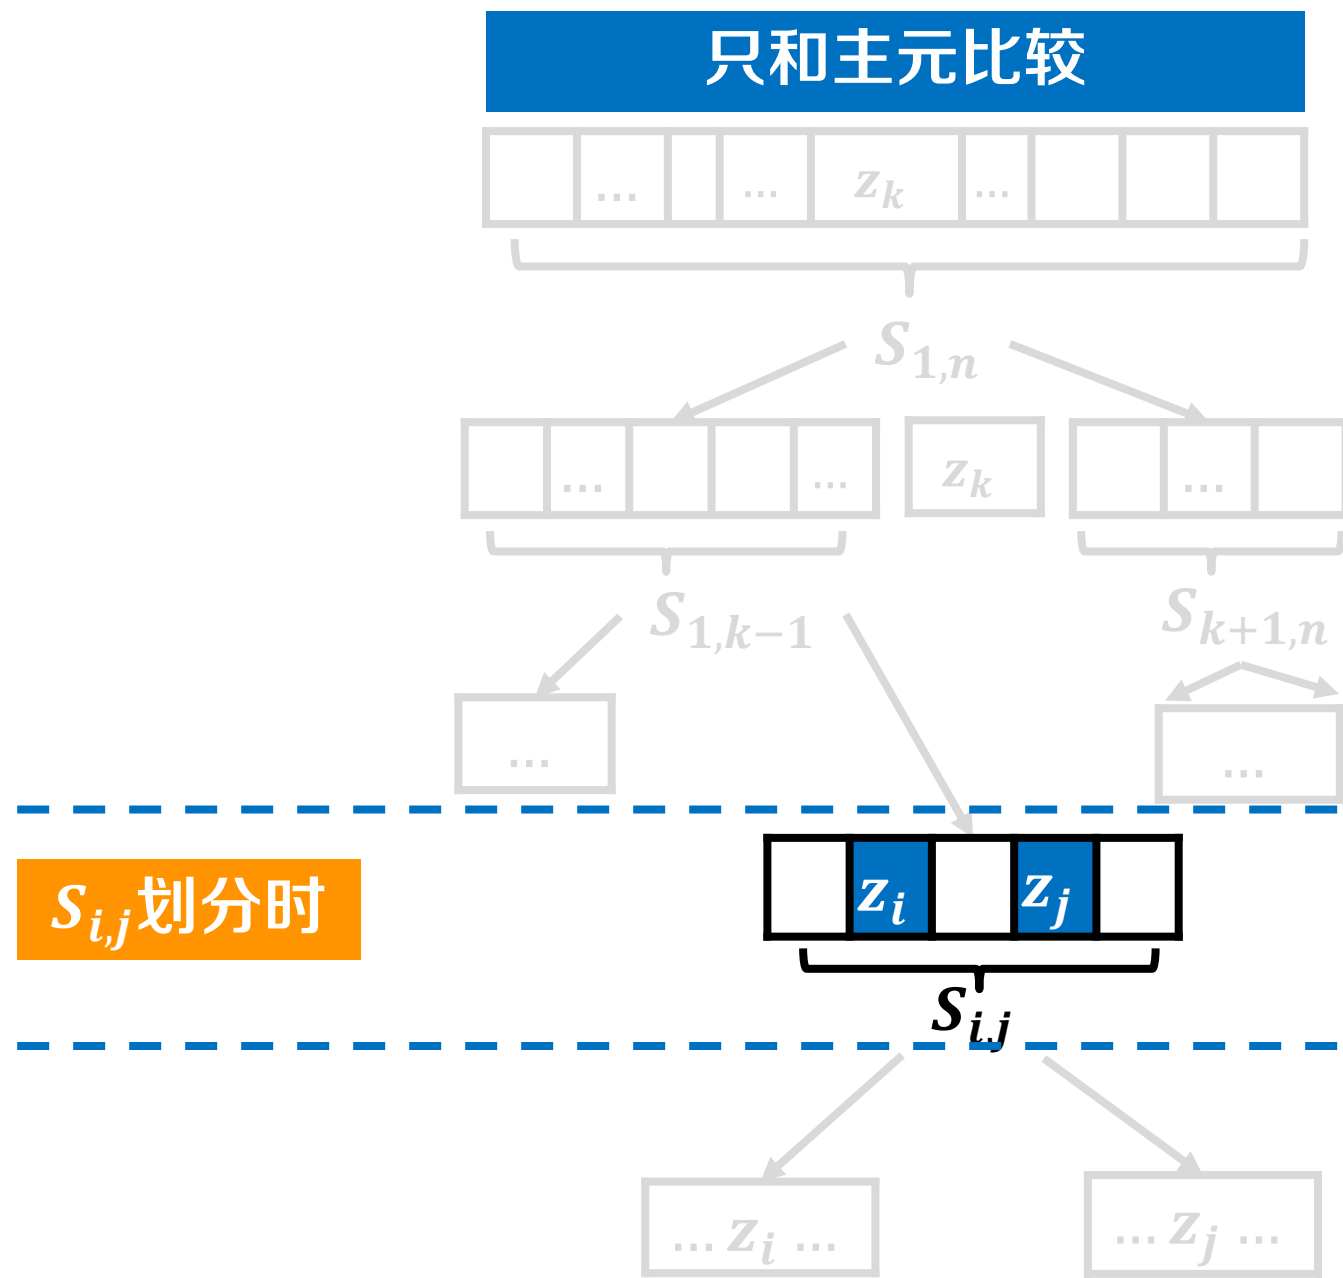 只和主元比较
... ... z_k ...
S_{1,n}
... ... z_k ...
S_{1,k-1} S_{k+1,n}
... ...
S_{i,j}划分时 z_i z_j
S_{i,j}
... z_i ... ... z_j ...